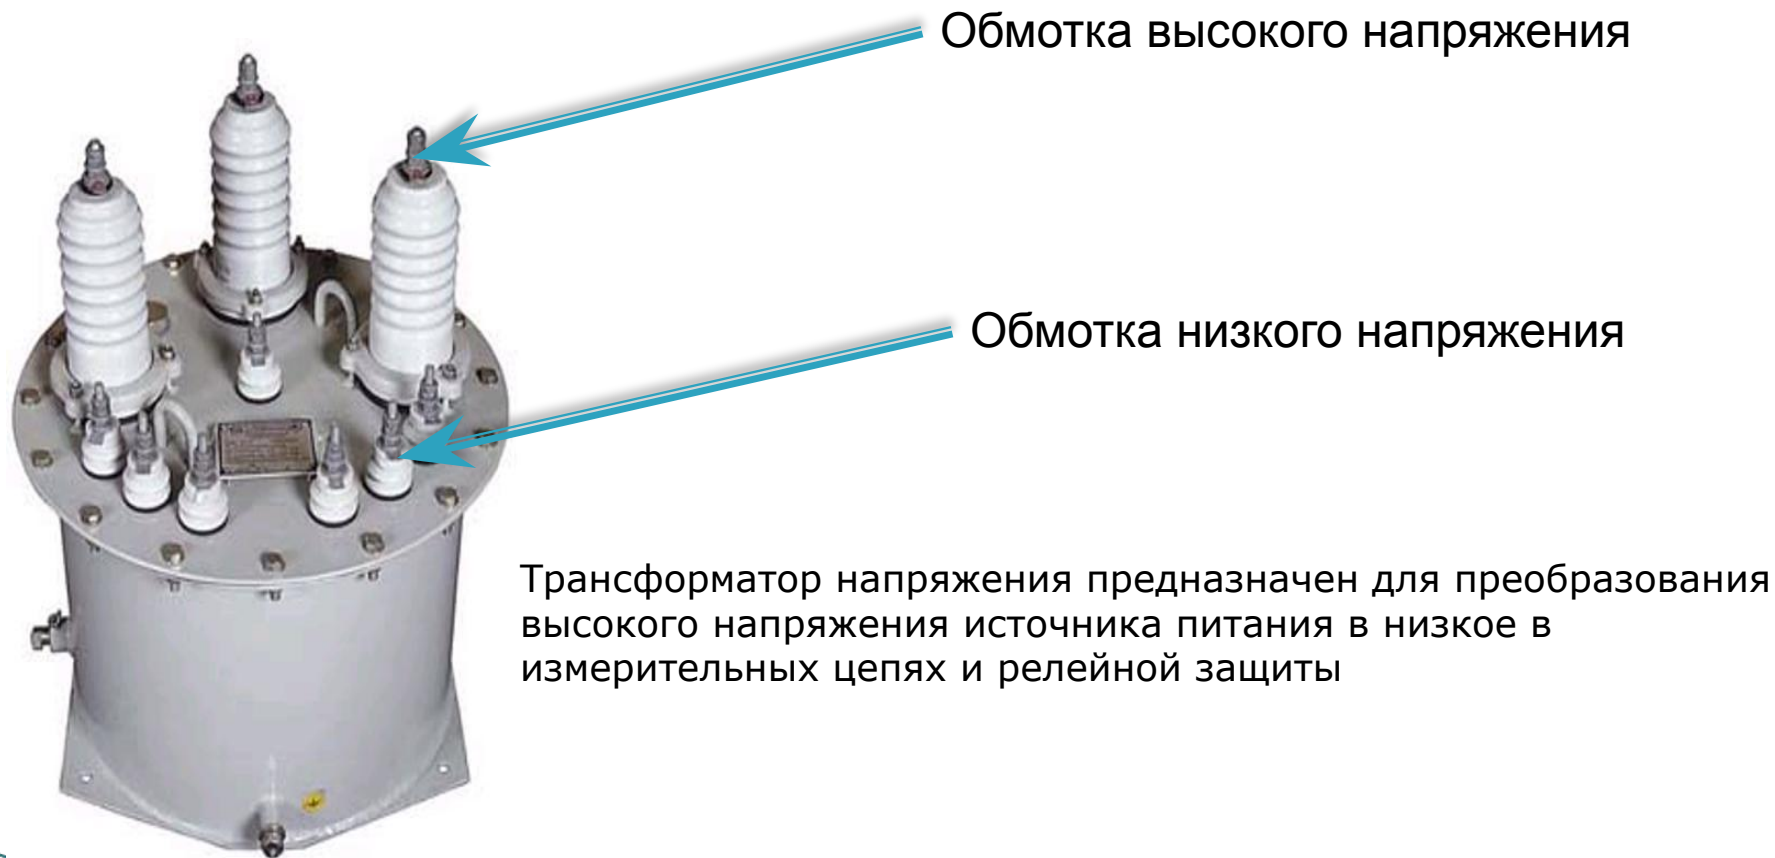 Обмотка высокого напряжения
Обмотка низкого напряжения
Трансформатор напряжения предназначен для преобразования
высокого напряжения источника питания в низкое в
измерительных цепях и релейной защиты